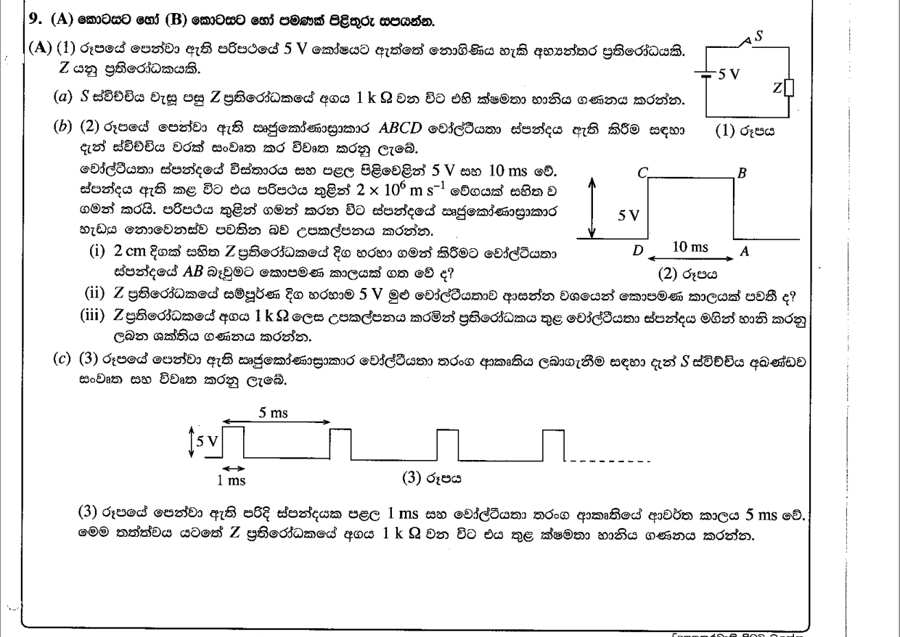 9. (A) කොටසට හෝ (B) කොටසට හෝ පමණක් පිළිතුරු සපයන්න.
(A) (1) රූපයේ පෙන්වා ඇති පරිපථයේ 5 V කෝෂයට ඇත්තේ නොගිණිය හැකි අභ්‍යන්තර ප්‍රතිරෝධයකි.
Z යනු ප්‍රතිරෝධකයකි.
S
5 V
Z
(1) රූපය
(a) S ස්විච්චිය වැසූ පසු Z ප්‍රතිරෝධකයේ අගය 1 k Ω වන විට එහි ක්ෂමතා හානිය ගණනය කරන්න.
(b) (2) රූපයේ පෙන්වා ඇති සෘජුකෝණාස්‍රාකාර ABCD වෝල්ටීයතා ස්පන්දය ඇති කිරීම සඳහා
දැන් ස්විච්චිය වරක් සංවෘත කර විවෘත කරනු ලැබේ.
වෝල්ටීයතා ස්පන්දයේ විස්තාරය සහ පළල පිළිවෙළින් 5 V සහ 10 ms වේ.
ස්පන්දය ඇති කළ විට එය පරිපථය තුළින් 2 × 10⁶ m s⁻¹ වේගයක් සහිත ව
ගමන් කරයි. පරිපථය තුළින් ගමන් කරන විට ස්පන්දයේ සෘජුකෝණාස්‍රාකාර
හැඩය නොවෙනස්ව පවතින බව උපකල්පනය කරන්න.
C
B
5 V
D
10 ms
A
(2) රූපය
(i) 2 cm දිගක් සහිත Z ප්‍රතිරෝධකයේ දිග හරහා ගමන් කිරීමට වෝල්ටීයතා
ස්පන්දයේ AB බෑවුමට කොපමණ කාලයක් ගත වේ ද?
(ii) Z ප්‍රතිරෝධකයේ සම්පූර්ණ දිග හරහාම 5 V මුළු වෝල්ටීයතාව ආසන්න වශයෙන් කොපමණ කාලයක් පවතී ද?
(iii) Z ප්‍රතිරෝධකයේ අගය 1 k Ω ලෙස උපකල්පනය කරමින් ප්‍රතිරෝධකය තුළ වෝල්ටීයතා ස්පන්දය මගින් හානි කරනු
ලබන ශක්තිය ගණනය කරන්න.
(c) (3) රූපයේ පෙන්වා ඇති සෘජුකෝණාස්‍රාකාර වෝල්ටීයතා තරංග ආකෘතිය ලබාගැනීම සඳහා දැන් S ස්විච්චිය අඛණ්ඩව
සංවෘත සහ විවෘත කරනු ලැබේ.
5 ms
5 V
1 ms
(3) රූපය
(3) රූපයේ පෙන්වා ඇති පරිදි ස්පන්දයක පළල 1 ms සහ වෝල්ටීයතා තරංග ආකෘතියේ ආවර්ත කාලය 5 ms වේ.
මෙම තත්ත්වය යටතේ Z ප්‍රතිරෝධකයේ අගය 1 k Ω වන විට එය තුළ ක්ෂමතා හානිය ගණනය කරන්න.